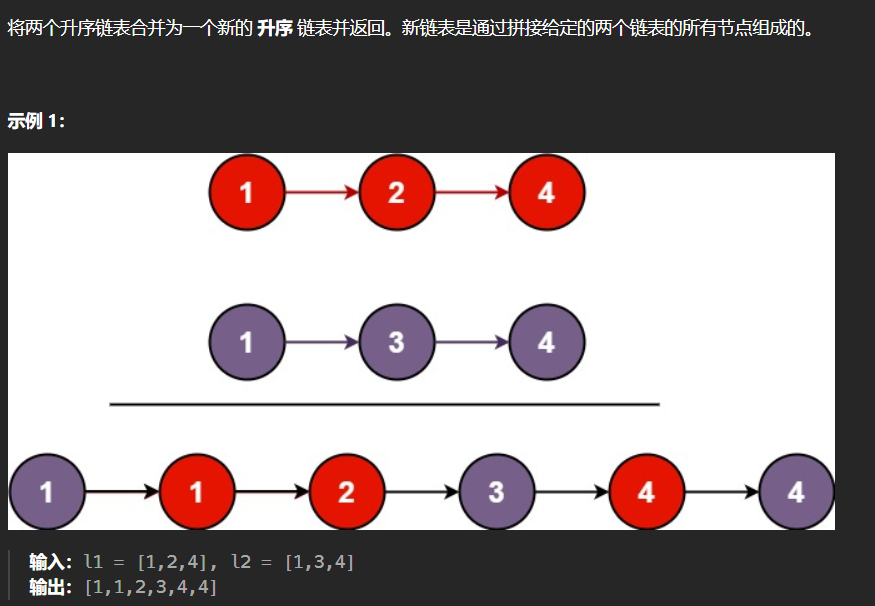 将两个升序链表合并为一个新的 升序 链表并返回。新链表是通过拼接给定的两个链表的所有节点组成的。
示例 1：
1 2 4
1 3 4
1 1 2 3 4 4
输入：l1 = [1,2,4], l2 = [1,3,4]
输出：[1,1,2,3,4,4]